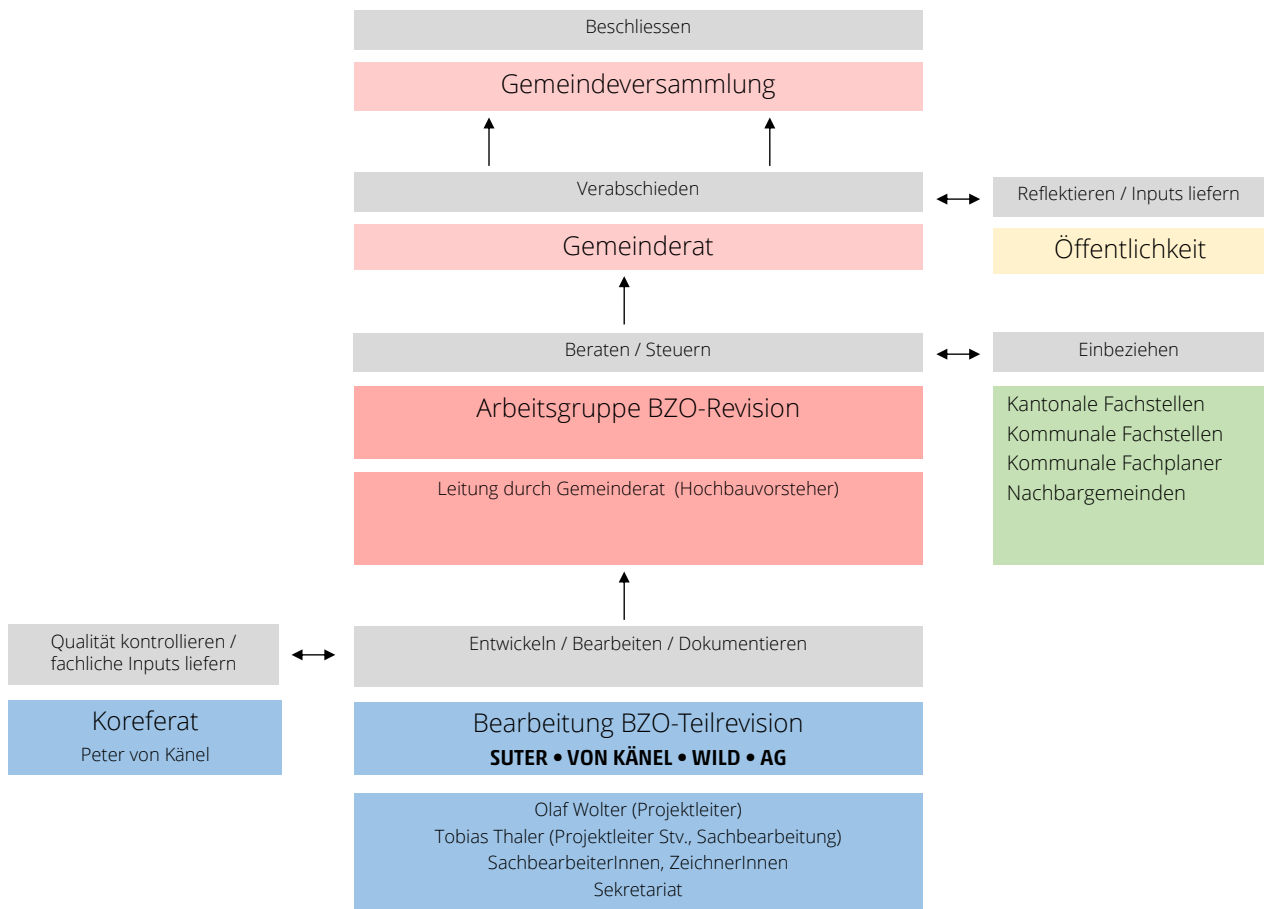 Beschliessen
Gemeindeversammlung
Verabschieden
Reflektieren / Inputs liefern
Gemeinderat
Öffentlichkeit
Beraten / Steuern
Einbeziehen
Arbeitsgruppe BZO-Revision
Kantonale Fachstellen
Kommunale Fachstellen
Kommunale Fachplaner
Nachbargemeinden
Leitung durch Gemeinderat (Hochbauvorsteher)
Qualität kontrollieren /
fachliche Inputs liefern
Entwickeln / Bearbeiten / Dokumentieren
Koreferat
Peter von Känel
Bearbeitung BZO-Teilrevision
SUTER • VON KÄNEL • WILD • AG
Olaf Wolter (Projektleiter)
Tobias Thaler (Projektleiter Stv., Sachbearbeitung)
SachbearbeiterInnen, ZeichnerInnen
Sekretariat